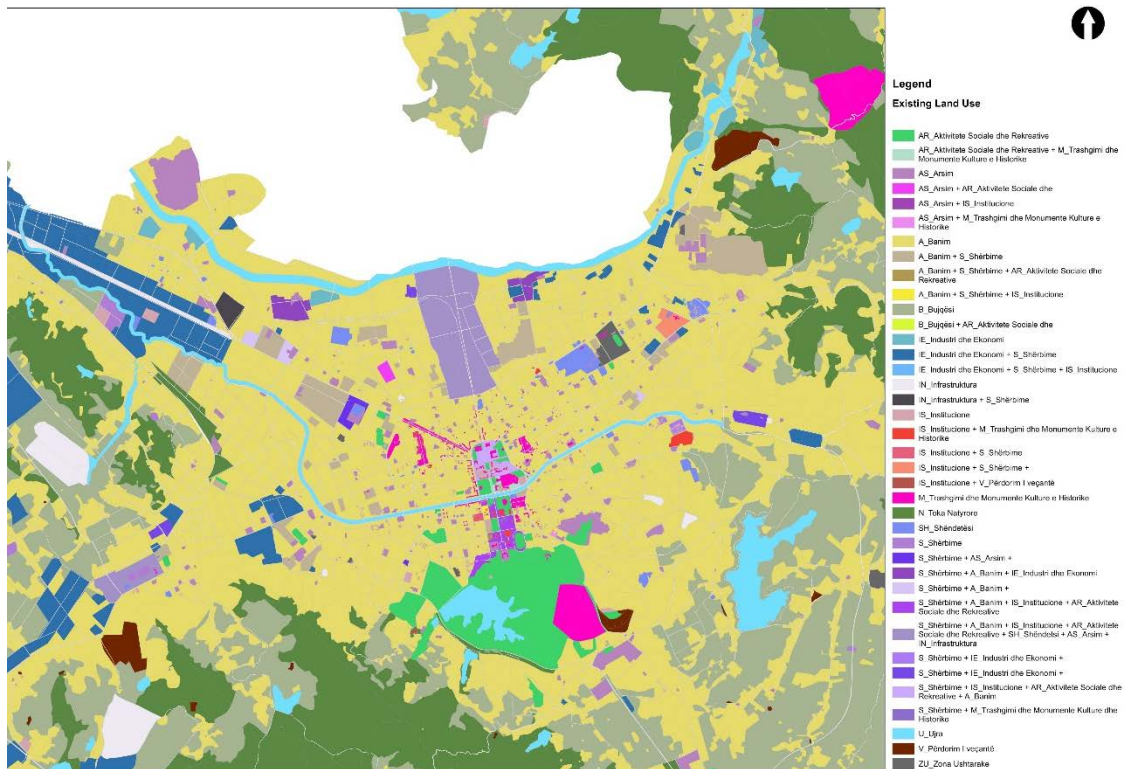 Legend
Existing Land Use
AR_Aktivitete Sociale dhe Rekreative
AR_Aktivitete Sociale dhe Rekreative + M_Trashgimi dhe
Monumente Kulture e Historike
AS_Arsim
AS_Arsim + AR_Aktivitete Sociale dhe
AS_Arsim + IS_Institucione
AS_Arsim + M_Trashgimi dhe Monumente Kulture e
Historike
A_Banim
A_Banim + S_Shërbime
A_Banim + S_Shërbime + AR_Aktivitete Sociale dhe
Rekreative
A_Banim + S_Shërbime + IS_Institucione
B_Bujqësi
B_Bujqësi + AR_Aktivitete Sociale dhe
IE_Industri dhe Ekonomi
IE_Industri dhe Ekonomi + S_Shërbime
IE_Industri dhe Ekonomi + S_Shërbime + IS_Institucione
IN_Infrastruktura
IN_Infrastruktura + S_Shërbime
IS_Institucione
IS_Institucione + M_Trashgimi dhe Monumente Kulture e
Historike
IS_Institucione + S_Shërbime
IS_Institucione + S_Shërbime +
IS_Institucione + V_Përdorim I veçantë
M_Trashgimi dhe Monumente Kulture e Historike
N_Toka Natyrore
SH_Shëndetësi
S_Shërbime
S_Shërbime + AS_Arsim +
S_Shërbime + A_Banim + IE_Industri dhe Ekonomi
S_Shërbime + A_Banim +
S_Shërbime + A_Banim + IS_Institucione + AR_Aktivitete
Sociale dhe Rekreative
S_Shërbime + A_Banim + IS_Institucione + AR_Aktivitete
Sociale dhe Rekreative + SH_Shëndetsi + AS_Arsim +
IN_Infrastruktura
S_Shërbime + IE_Industri dhe Ekonomi +
S_Shërbime + IE_Industri dhe Ekonomi +
S_Shërbime + IS_Institucione + AR_Aktivitete Sociale dhe
Rekreative + A_Banim
S_Shërbime + M_Trashgimi dhe Monumente Kulture dhe
Historike
U_Ujra
V_Përdorim I veçantë
ZU_Zona Ushtarake